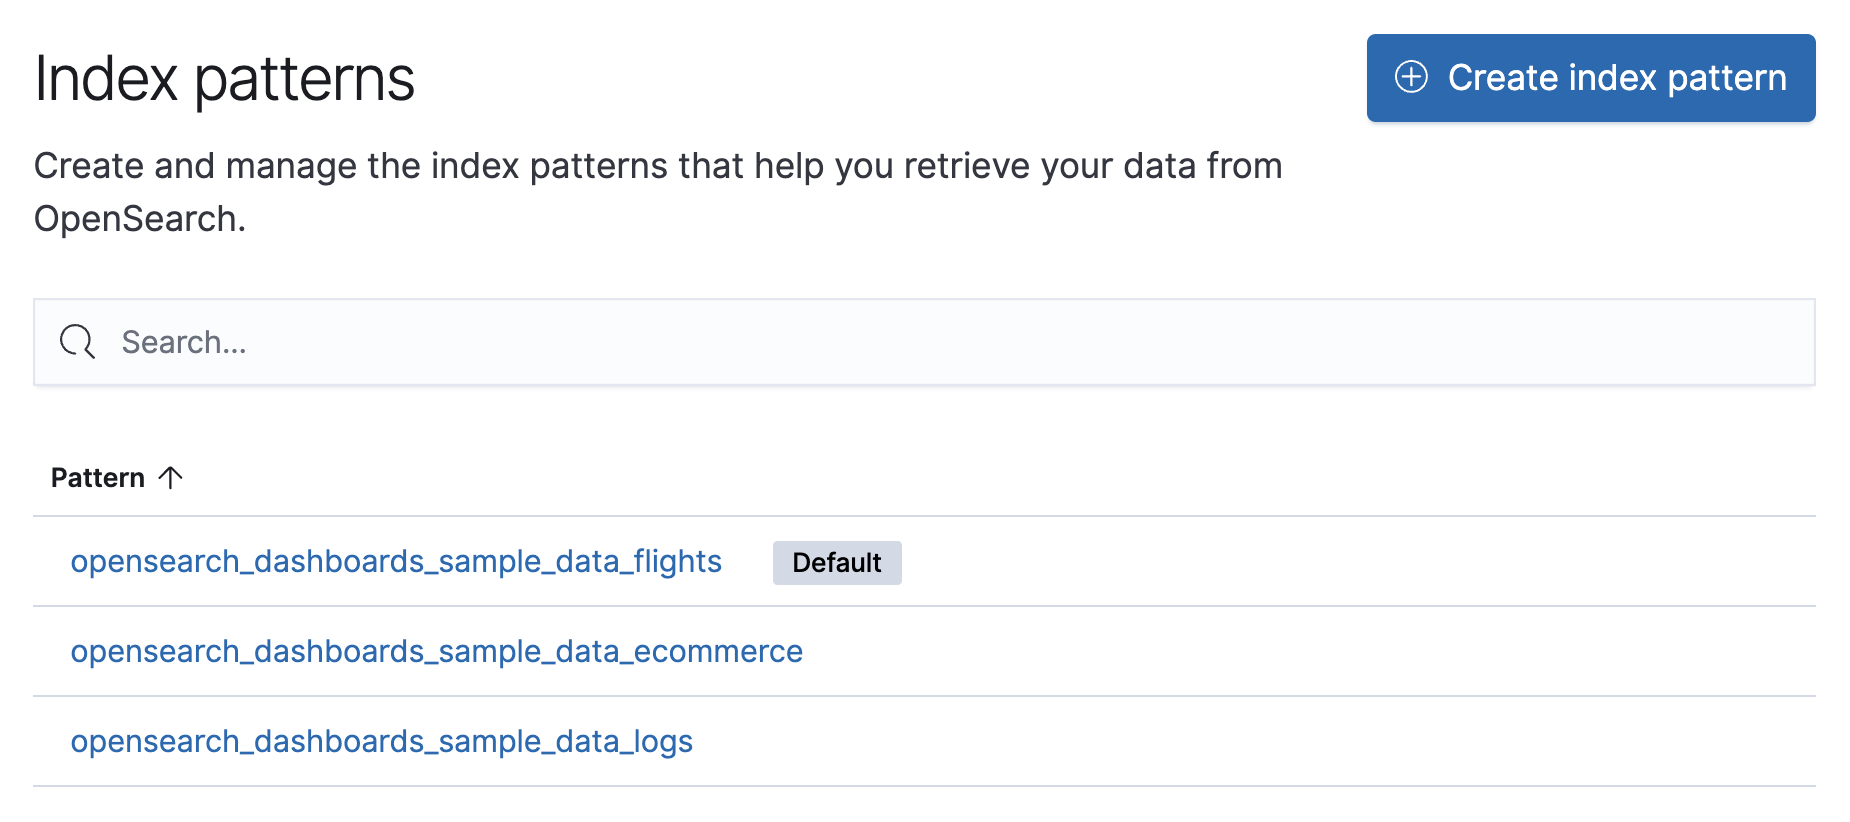 Index patterns
Create index pattern
Create and manage the index patterns that help you retrieve your data from
OpenSearch.
Search...
Pattern
opensearch_dashboards_sample_data_flights Default
opensearch_dashboards_sample_data_ecommerce
opensearch_dashboards_sample_data_logs